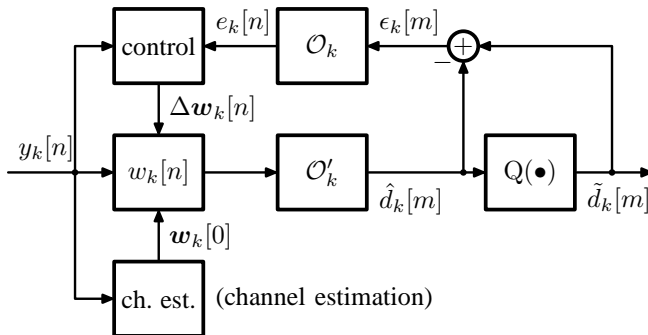 e_k[n]
ϵ_k[m]
control
𝒪_k
+
−
Δ𝒘_k[n]
y_k[n]
w_k[n]
𝒪′_k
d̂_k[m]
Q(•)
d̃_k[m]
𝒘_k[0]
ch. est.
(channel estimation)